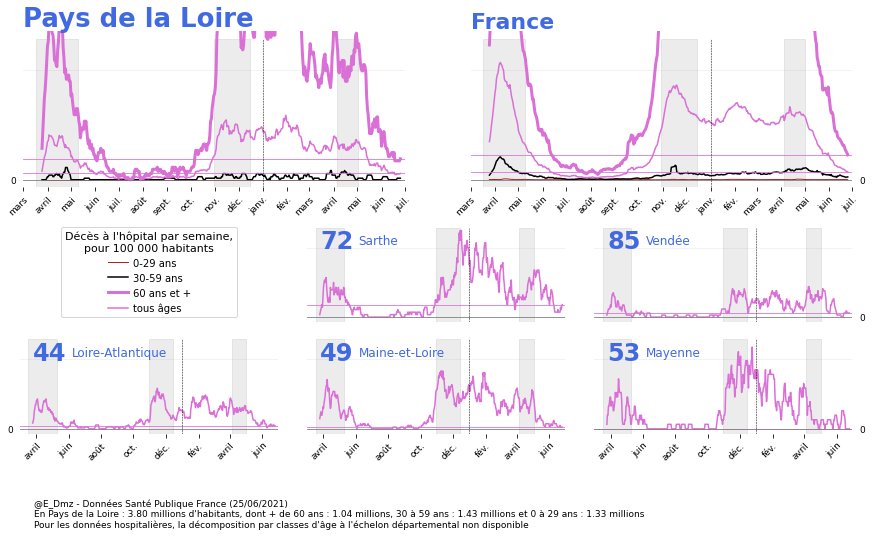 Pays de la Loire
France
0
0
mars avril mai juin juil. août sept. oct. nov. déc. janv. fév. mars avril mai juin juil.
mars avril mai juin juil. août sept. oct. nov. déc. janv. fév. mars avril mai juin juil.
Décès à l'hôpital par semaine,
pour 100 000 habitants
0-29 ans
30-59 ans
60 ans et +
tous âges
72 Sarthe
85 Vendée
0
44 Loire-Atlantique
49 Maine-et-Loire
53 Mayenne
0
0
avril juin août oct. déc. fév. avril juin
avril juin août oct. déc. fév. avril juin
avril juin août oct. déc. fév. avril juin
@E_Dmz - Données Santé Publique France (25/06/2021)
En Pays de la Loire : 3.80 millions d'habitants, dont + de 60 ans : 1.04 millions, 30 à 59 ans : 1.43 millions et 0 à 29 ans : 1.33 millions
Pour les données hospitalières, la décomposition par classes d'âge à l'échelon départemental non disponible